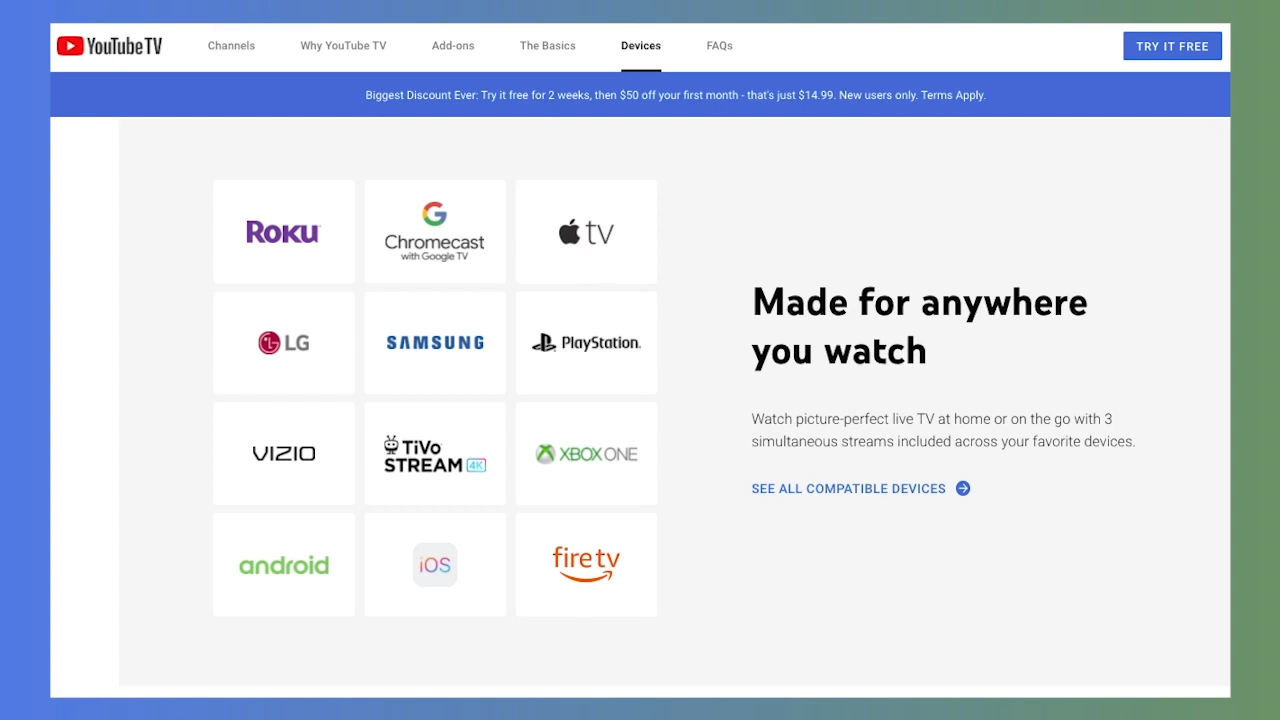 YouTube TV
Channels
Why YouTube TV
Add-ons
The Basics
Devices
FAQs
TRY IT FREE
Biggest Discount Ever: Try it free for 2 weeks, then $50 off your first month - that's just $14.99. New users only. Terms Apply.
ROKU
G
Chromecast
with Google TV
tv
LG
SAMSUNG
PlayStation.
VIZIO
TiVo
STREAM 4K
XBOX ONE
android
iOS
fire tv
Made for anywhere
you watch
Watch picture-perfect live TV at home or on the go with 3
simultaneous streams included across your favorite devices.
SEE ALL COMPATIBLE DEVICES